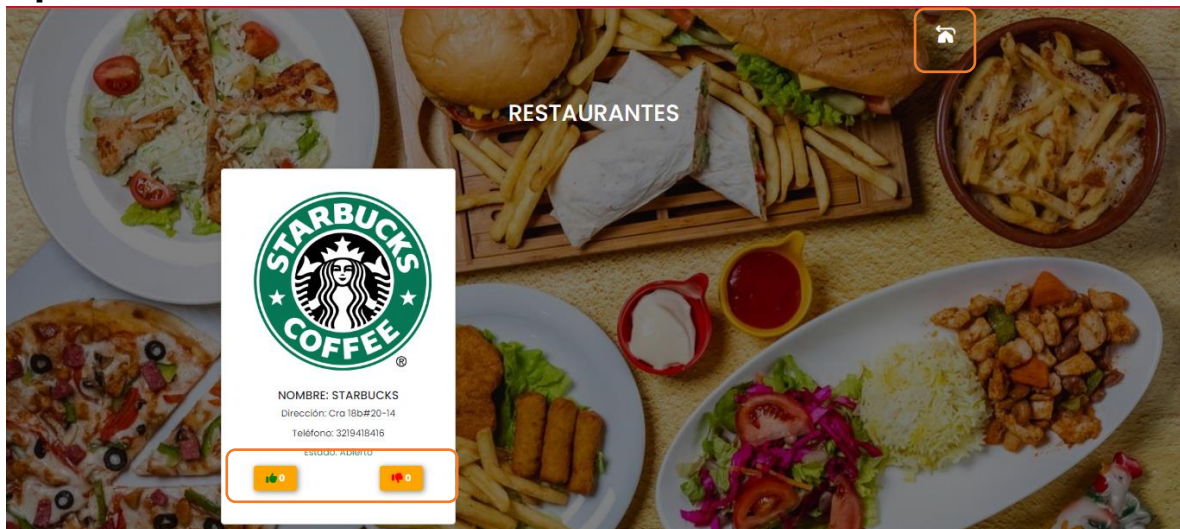 RESTAURANTES
STARBUCKS
COFFEE
®
NOMBRE: STARBUCKS
Dirección: Cra 18b#20-14
Teléfono: 3219418416
Estado: Abierto
0 0